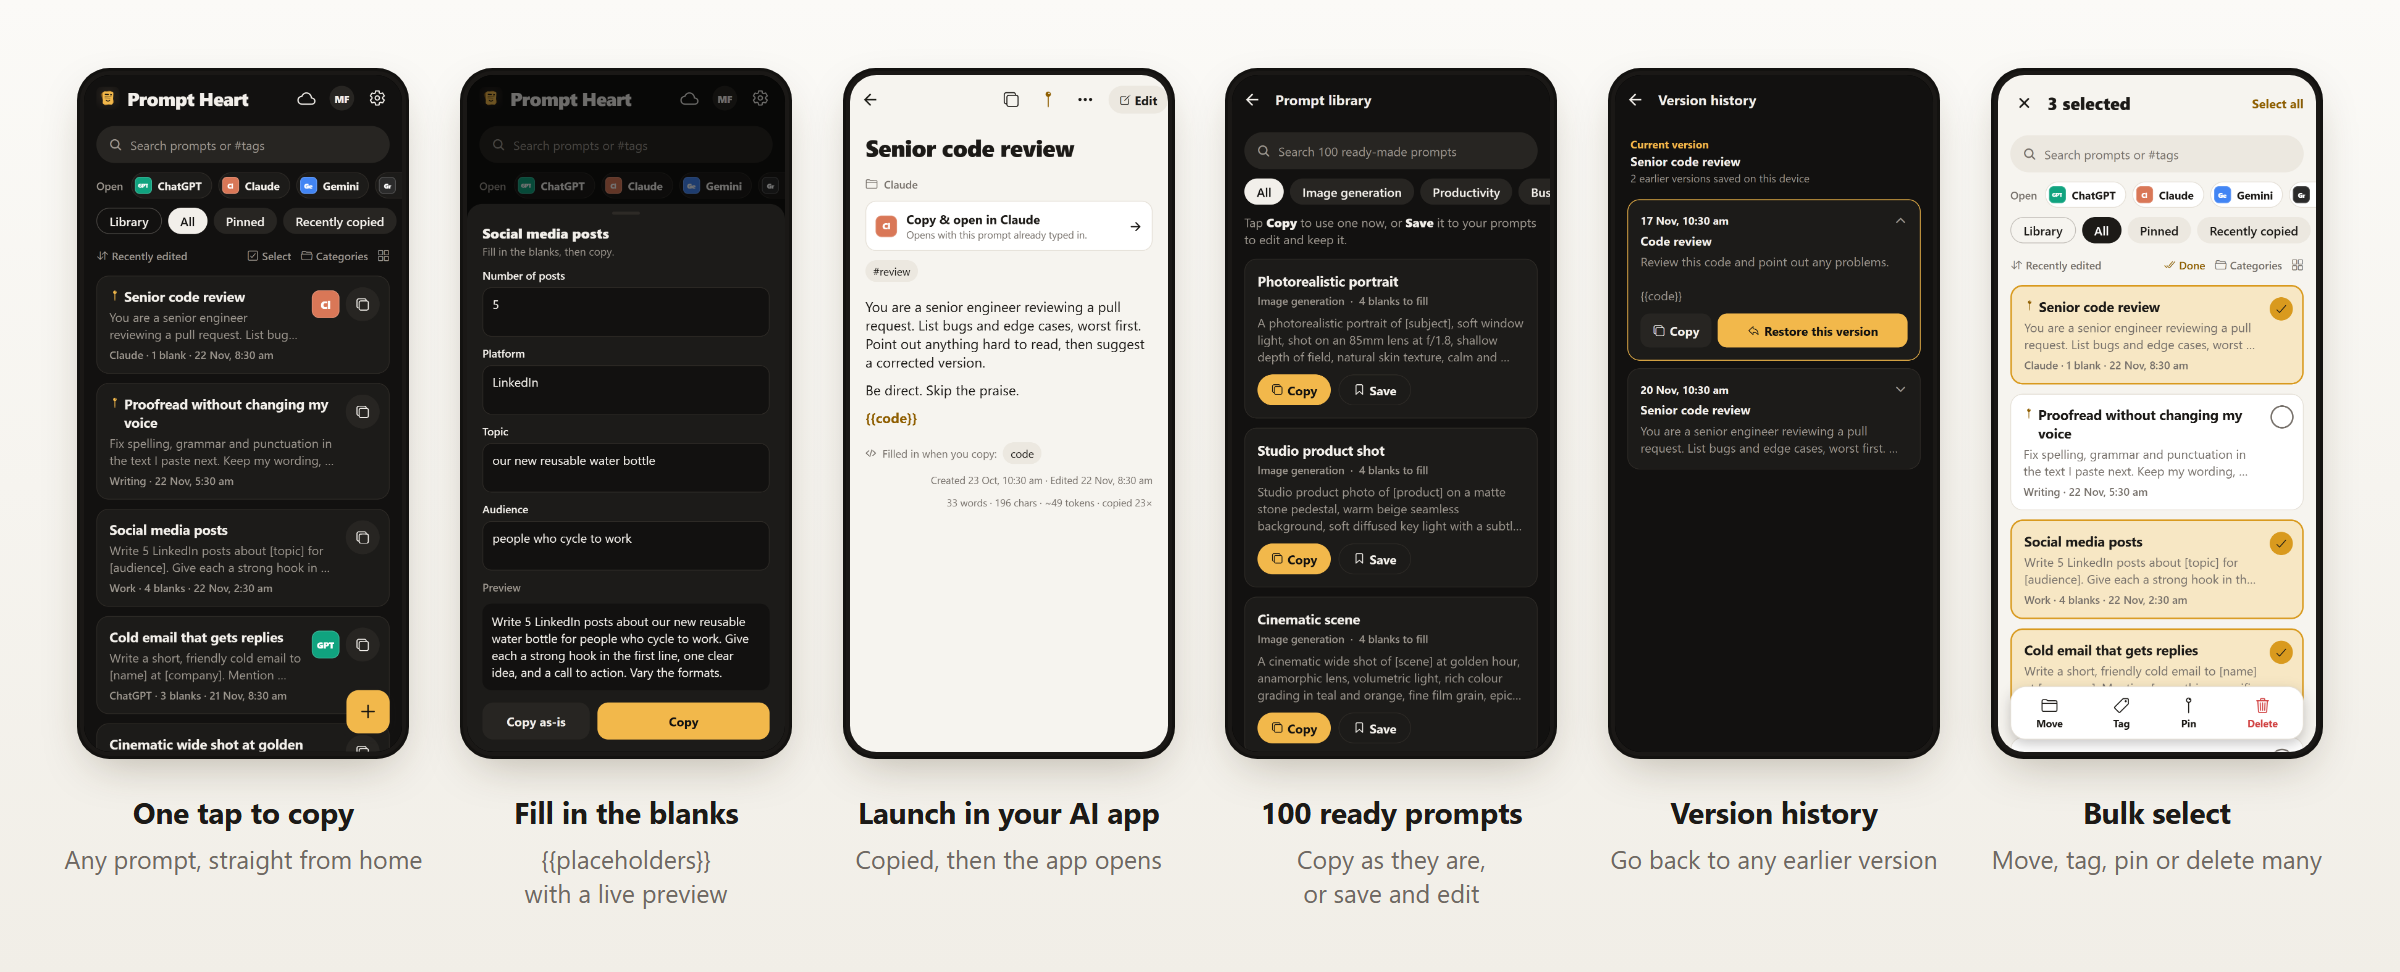 Prompt Heart
MF
Search prompts or #tags
Open
GPT ChatGPT
Cl Claude
Ge Gemini
Gr
Library
All
Pinned
Recently copied
Recently edited
Select
Categories
Senior code review
Cl
You are a senior engineer
reviewing a pull request. List bug...
Claude · 1 blank · 22 Nov, 8:30 am
Proofread without changing my
voice
Fix spelling, grammar and punctuation in
the text I paste next. Keep my wording, ...
Writing · 22 Nov, 5:30 am
Social media posts
Write 5 LinkedIn posts about [topic] for
[audience]. Give each a strong hook in ...
Work · 4 blanks · 22 Nov, 2:30 am
Cold email that gets replies
GPT
Write a short, friendly cold email to
[name] at [company]. Mention ...
ChatGPT · 3 blanks · 21 Nov, 8:30 am
Cinematic wide shot at golden
One tap to copy
Any prompt, straight from home
Prompt Heart
MF
Search prompts or #tags
Open
GPT ChatGPT
Cl Claude
Ge Gemini
Gr
Social media posts
Fill in the blanks, then copy.
Number of posts
5
Platform
LinkedIn
Topic
our new reusable water bottle
Audience
people who cycle to work
Preview
Write 5 LinkedIn posts about our new reusable
water bottle for people who cycle to work. Give
each a strong hook in the first line, one clear
idea, and a call to action. Vary the formats.
Copy as-is
Copy
Fill in the blanks
{{placeholders}}
with a live preview
Edit
Senior code review
Claude
Cl
Copy & open in Claude
Opens with this prompt already typed in.
#review
You are a senior engineer reviewing a pull
request. List bugs and edge cases, worst first.
Point out anything hard to read, then suggest
a corrected version.
Be direct. Skip the praise.
{{code}}
Filled in when you copy: code
Created 23 Oct, 10:30 am · Edited 22 Nov, 8:30 am
33 words · 196 chars · ~49 tokens · copied 23×
Launch in your AI app
Copied, then the app opens
Prompt library
Search 100 ready-made prompts
All
Image generation
Productivity
Bus
Tap Copy to use one now, or Save it to your prompts
to edit and keep it.
Photorealistic portrait
Image generation · 4 blanks to fill
A photorealistic portrait of [subject], soft window
light, shot on an 85mm lens at f/1.8, shallow
depth of field, natural skin texture, calm and ...
Copy
Save
Studio product shot
Image generation · 4 blanks to fill
Studio product photo of [product] on a matte
stone pedestal, warm beige seamless
background, soft diffused key light with a subtl...
Copy
Save
Cinematic scene
Image generation · 4 blanks to fill
A cinematic wide shot of [scene] at golden hour,
anamorphic lens, volumetric light, rich colour
grading in teal and orange, fine film grain, epic...
Copy
Save
100 ready prompts
Copy as they are,
or save and edit
Version history
Current version
Senior code review
2 earlier versions saved on this device
17 Nov, 10:30 am
Code review
Review this code and point out any problems.
{{code}}
Copy
Restore this version
20 Nov, 10:30 am
Senior code review
You are a senior engineer reviewing a pull
request. List bugs and edge cases, worst first. ...
Version history
Go back to any earlier version
3 selected
Select all
Search prompts or #tags
Open
GPT ChatGPT
Cl Claude
Ge Gemini
Gr
Library
All
Pinned
Recently copied
Recently edited
Done
Categories
Senior code review
You are a senior engineer reviewing a pull
request. List bugs and edge cases, worst ...
Claude · 1 blank · 22 Nov, 8:30 am
Proofread without changing my
voice
Fix spelling, grammar and punctuation in
the text I paste next. Keep my wording, ...
Writing · 22 Nov, 5:30 am
Social media posts
Write 5 LinkedIn posts about [topic] for
[audience]. Give each a strong hook in th...
Work · 4 blanks · 22 Nov, 2:30 am
Cold email that gets replies
Write a short, friendly cold email to [name]
Move
Tag
Pin
Delete
Bulk select
Move, tag, pin or delete many